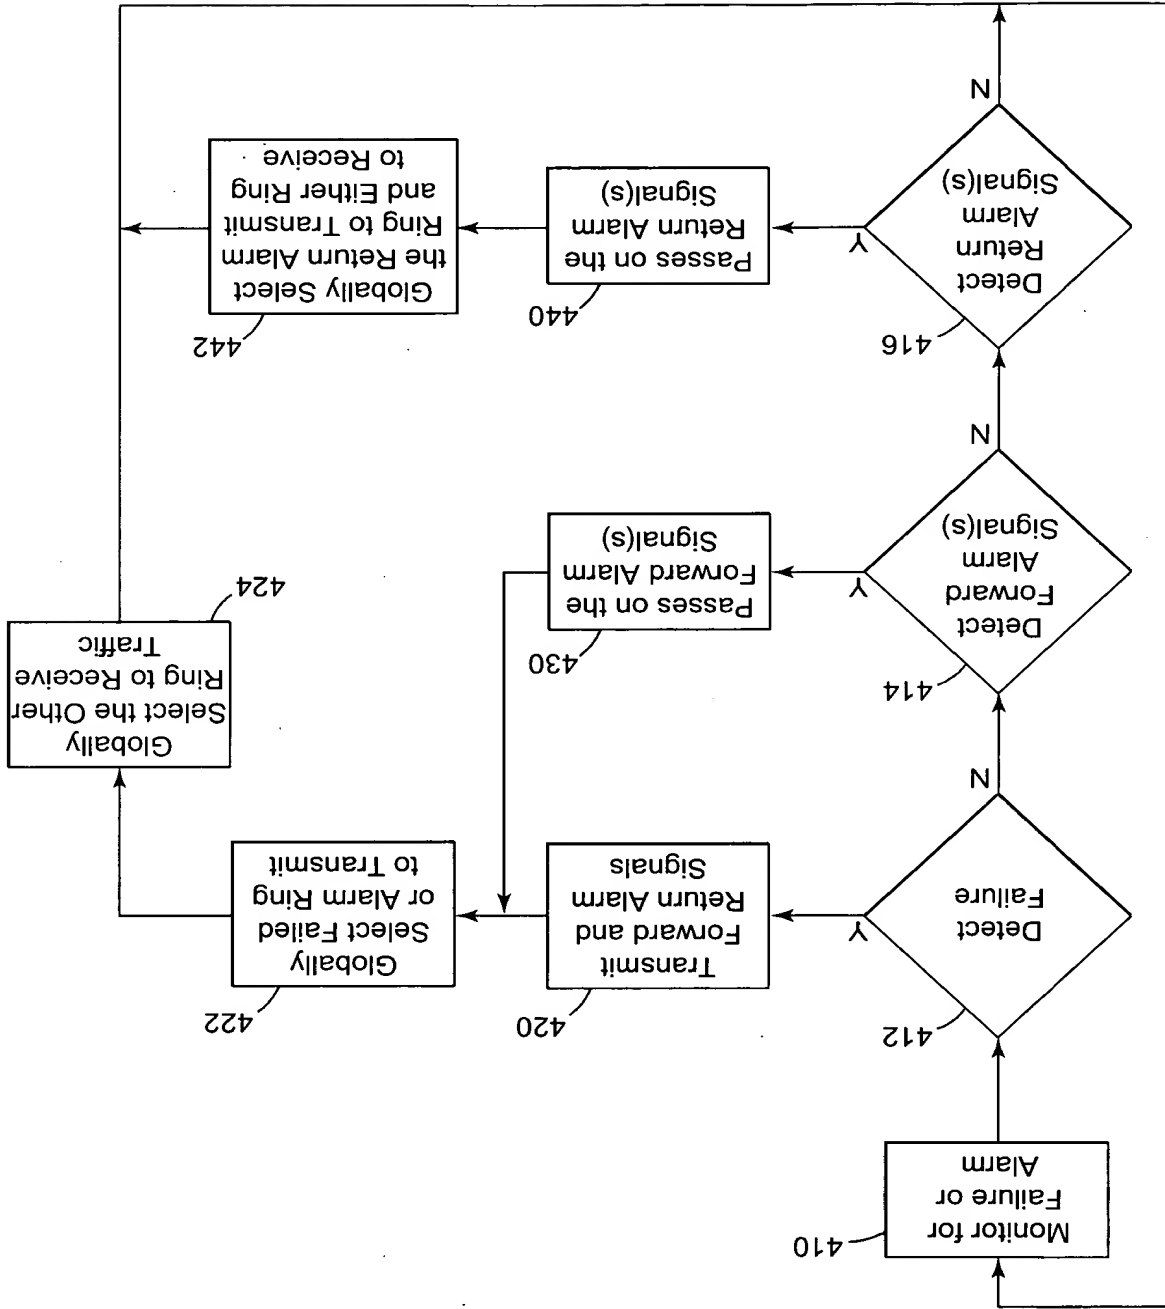 Monitor for
Failure or
Alarm
410
Detect
Failure
412
Y
N
Transmit
Forward and
Return Alarm
Signals
420
Globally
Select Failed
or Alarm Ring
to Transmit
422
Globally
Select the Other
Ring to Receive
Traffic
424
Detect
Forward
Alarm
Signal(s)
414
Y
N
Passes on the
Forward Alarm
Signal(s)
430
Detect
Return
Alarm
Signal(s)
416
Y
N
Passes on the
Return Alarm
Signal(s)
440
Globally Select
the Return Alarm
Ring to Transmit
and Either Ring
to Receive
442